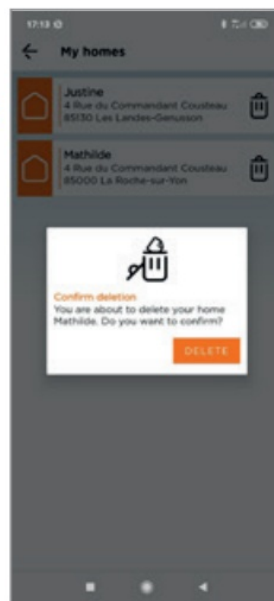 17:13
My homes
Justine
4 Rue du Commandant Cousteau
85130 Les Landes-Genusson
Mathilde
4 Rue du Commandant Cousteau
85000 La Roche-sur-Yon
Confirm deletion
You are about to delete your home
Mathilde. Do you want to confirm?
DELETE